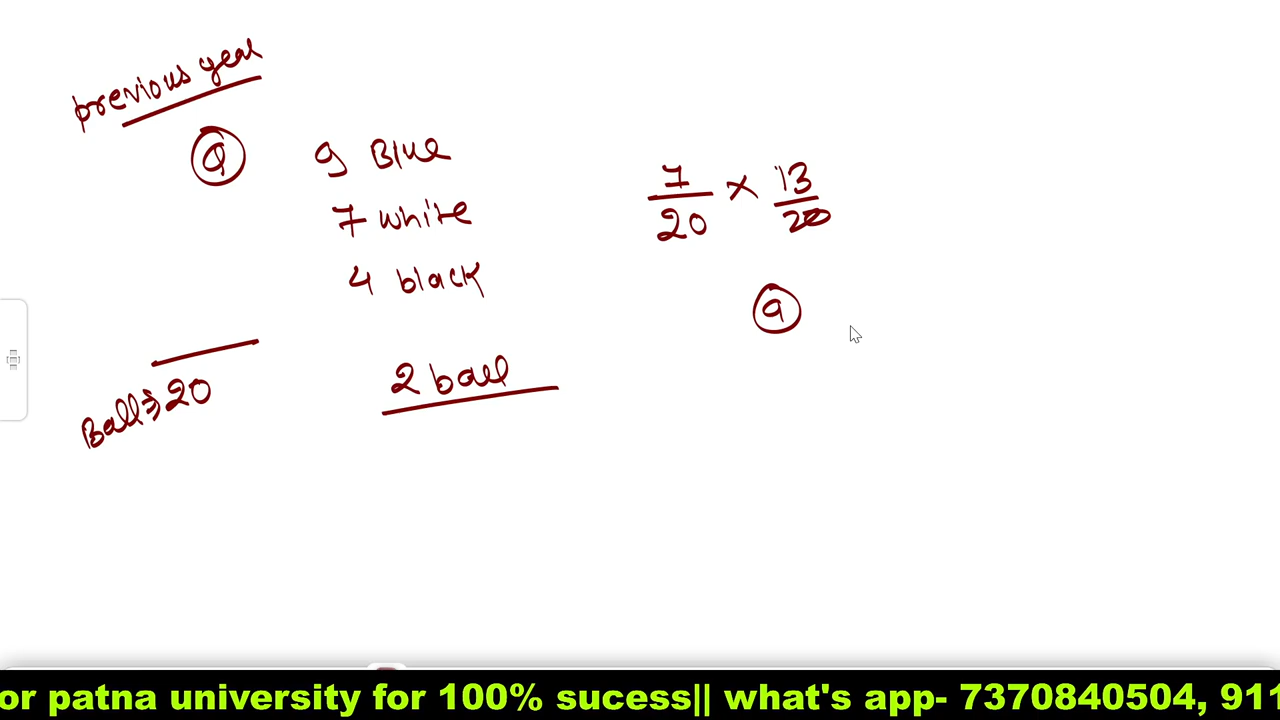 previous year
Q 9 Blue
7 white
4 black
Ball ⇒ 20
2 ball
7/20 × 13/20
a
or patna university for 100% sucess|| what's app- 7370840504, 911